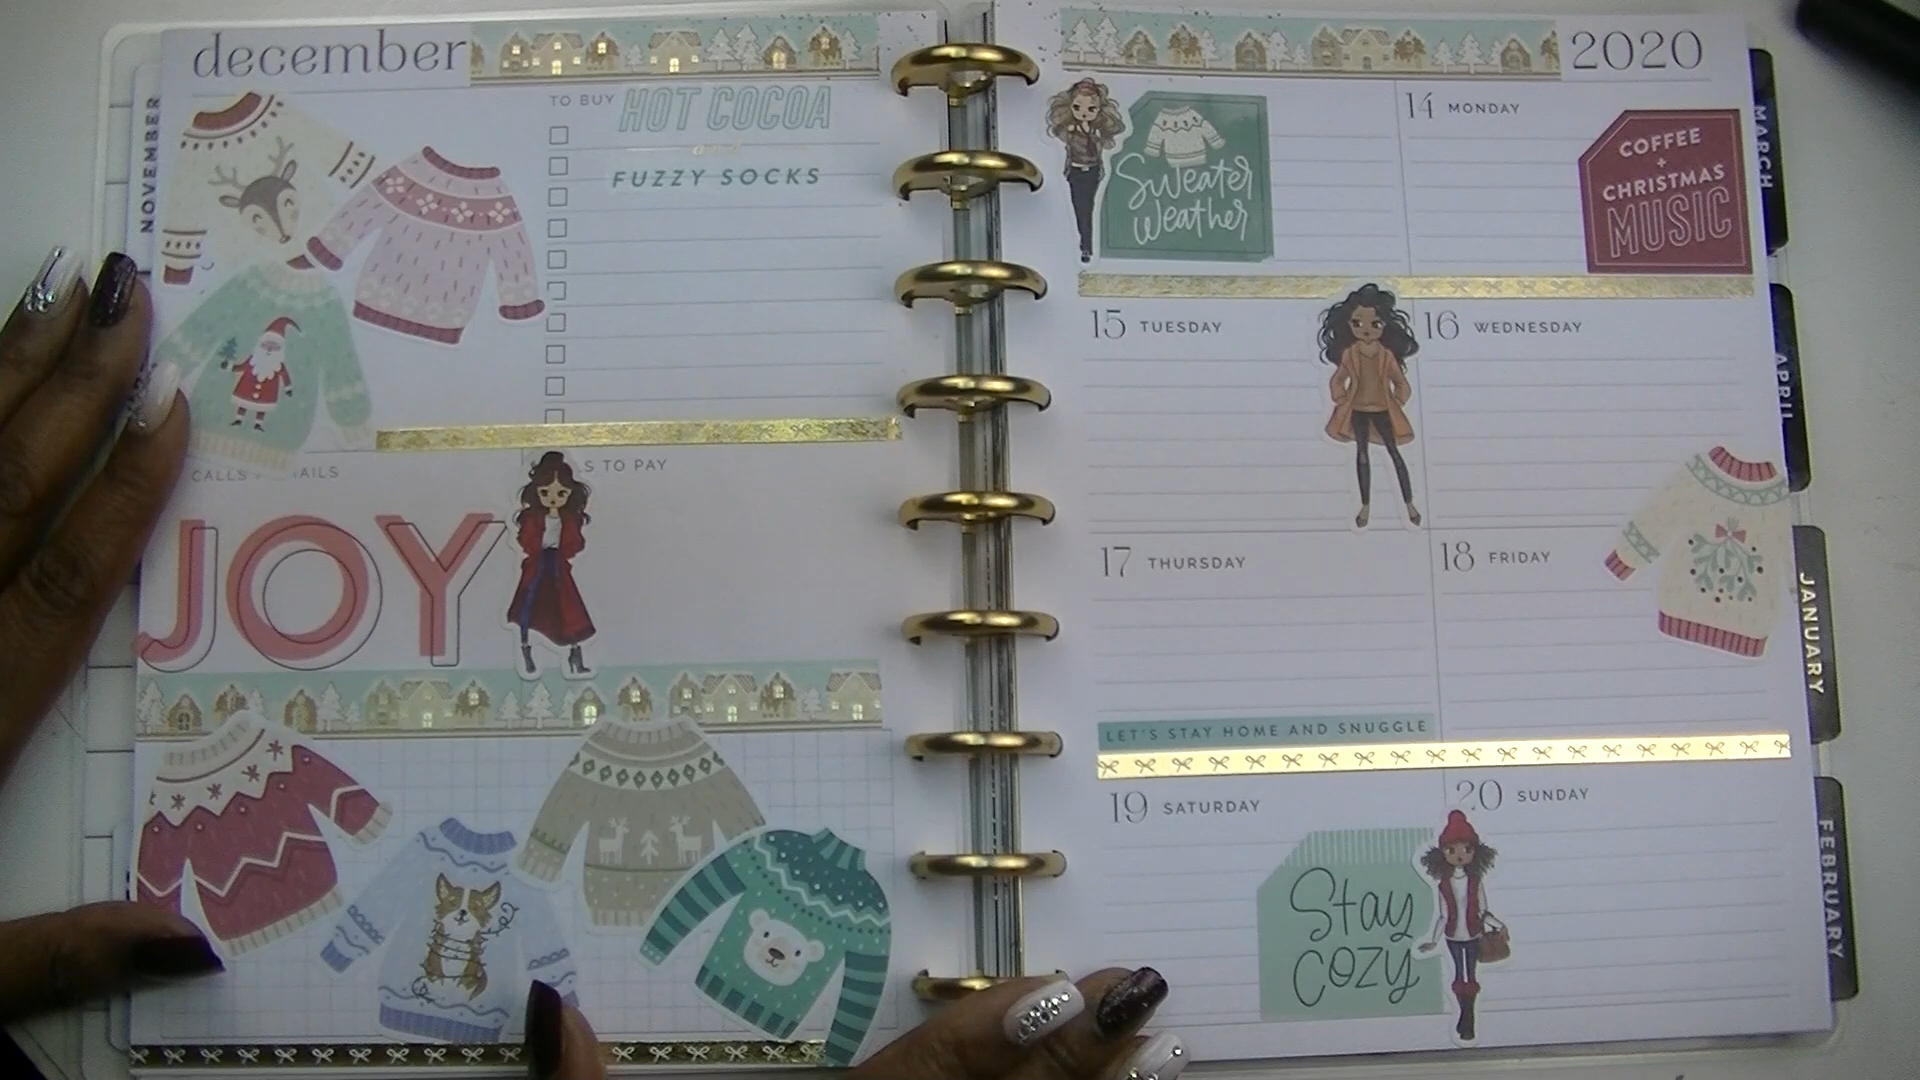 december
2020
NOVEMBER
TO BUY
HOT COCOA
and
FUZZY SOCKS
CALLS
AILS
S TO PAY
JOY
Sweater
Weather
14 MONDAY
COFFEE
+
CHRISTMAS
MUSIC
15 TUESDAY
16 WEDNESDAY
17 THURSDAY
18 FRIDAY
LET'S STAY HOME AND SNUGGLE
19 SATURDAY
20 SUNDAY
Stay
cozy
MARCH
APRIL
JANUARY
FEBRUARY